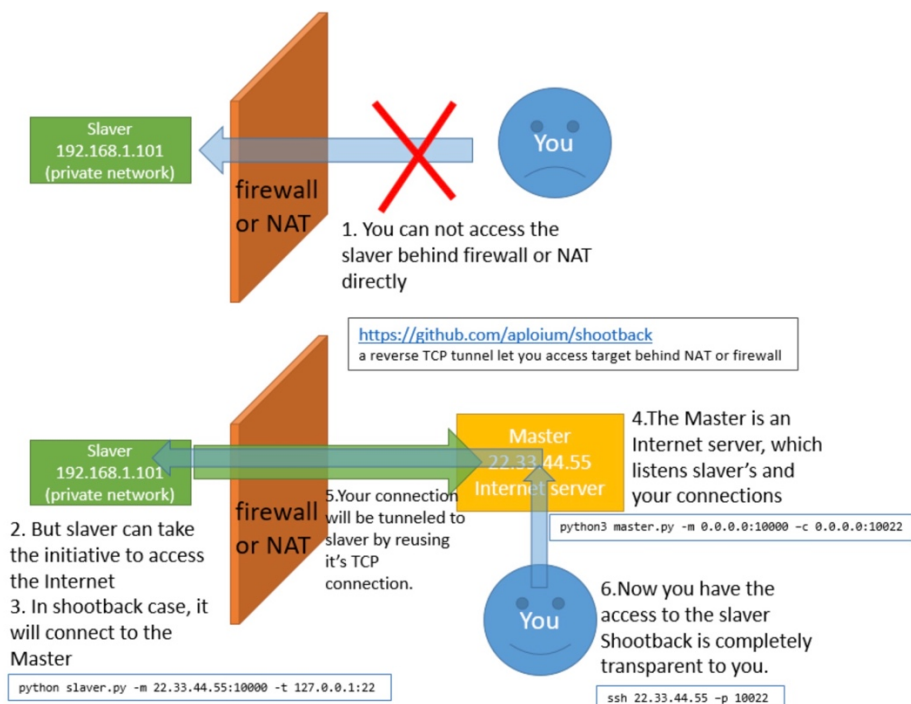 Slaver
192.168.1.101
(private network)
firewall
or NAT
You
1. You can not access the
slaver behind firewall or NAT
directly
https://github.com/aploium/shootback
a reverse TCP tunnel let you access target behind NAT or firewall
Slaver
192.168.1.101
(private network)
firewall
or NAT
Master
22.33.44.55
Internet server
4.The Master is an
Internet server, which
listens slaver's and
your connections
python3 master.py -m 0.0.0.0:10000 -c 0.0.0.0:10022
5.Your connection
will be tunneled to
slaver by reusing
it's TCP
connection.
2. But slaver can take
the initiative to access
the Internet
3. In shootback case, it
will connect to the
Master
python slaver.py -m 22.33.44.55:10000 -t 127.0.0.1:22
You
6.Now you have the
access to the slaver
Shootback is completely
transparent to you.
ssh 22.33.44.55 -p 10022